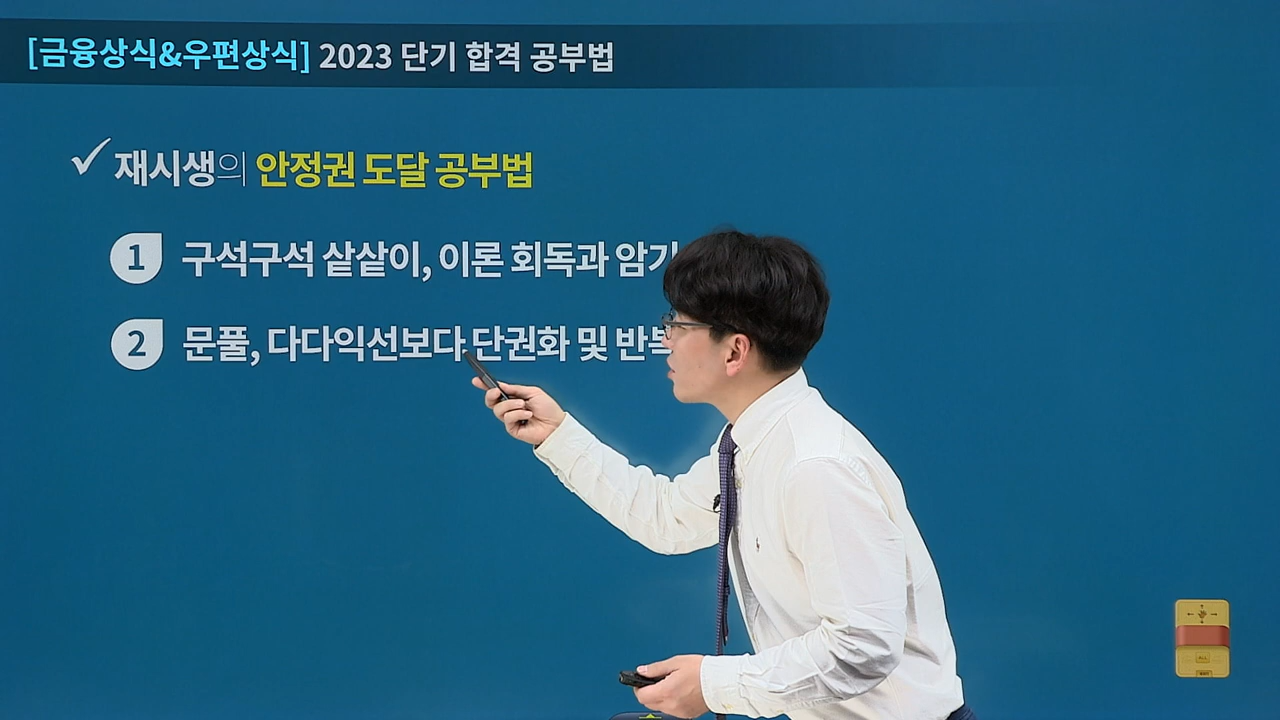 [금융상식&우편상식] 2023 단기 합격 공부법
재시생의 안정권 도달 공부법
1 구석구석 샅샅이, 이론 회독과 암기
2 문풀, 다다익선보다 단권화 및 반복